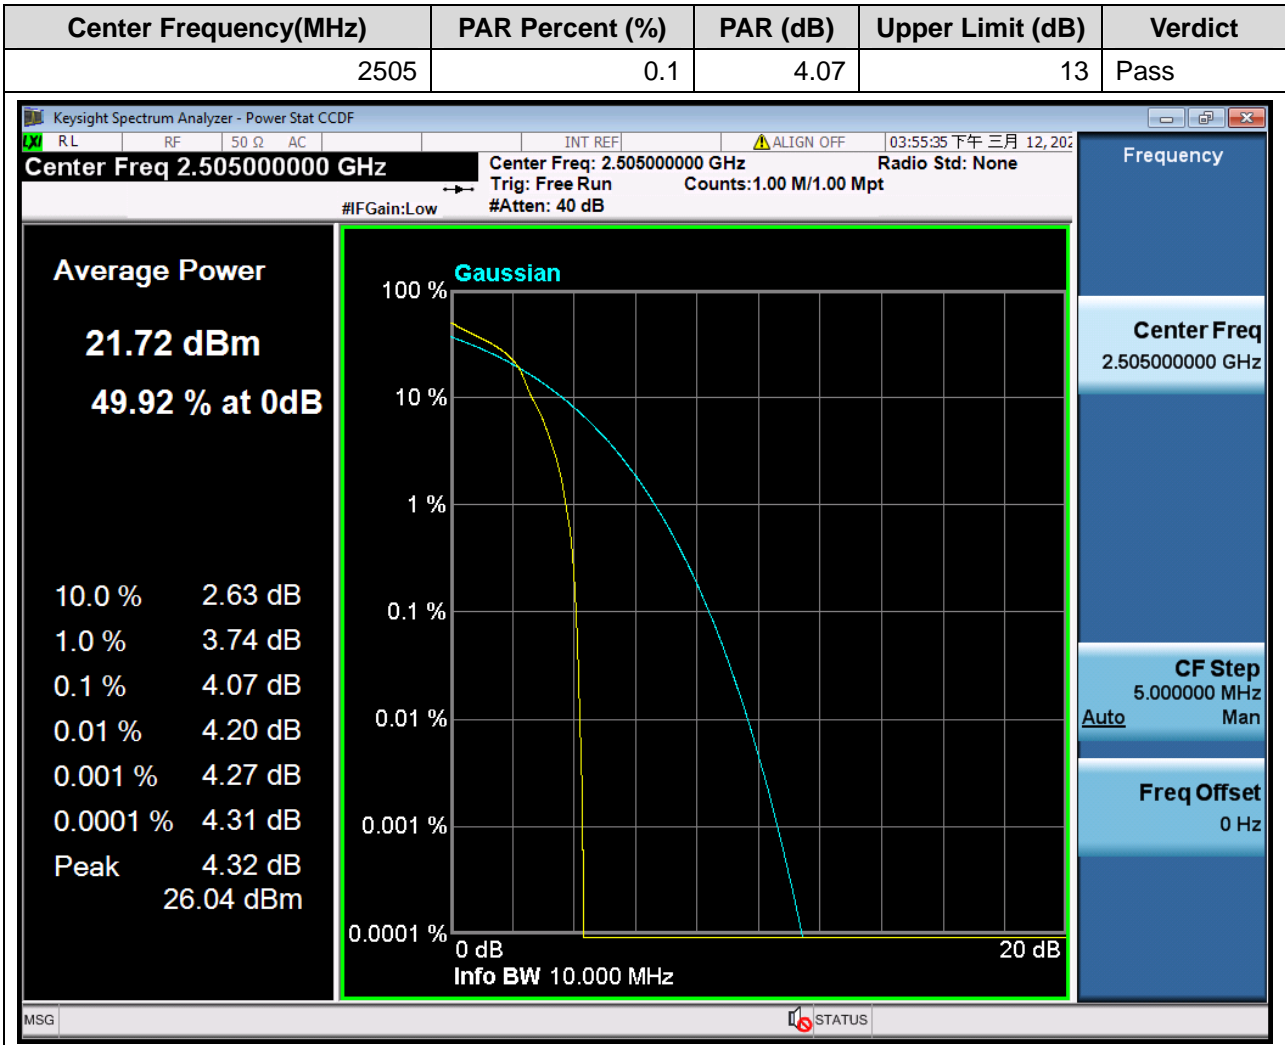 Center Frequency(MHz) PAR Percent (%) PAR (dB) Upper Limit (dB) Verdict
2505 0.1 4.07 13 Pass
Keysight Spectrum Analyzer - Power Stat CCDF
LXI RL RF 50 Ω AC INT REF ALIGN OFF 03:55:35 下午 三月 12, 202
Center Freq 2.505000000 GHz
Center Freq: 2.505000000 GHz Radio Std: None
Trig: Free Run Counts:1.00 M/1.00 Mpt
#IFGain:Low #Atten: 40 dB
Frequency
Average Power
21.72 dBm
49.92 % at 0dB
10.0 % 2.63 dB
1.0 % 3.74 dB
0.1 % 4.07 dB
0.01 % 4.20 dB
0.001 % 4.27 dB
0.0001 % 4.31 dB
Peak 4.32 dB
26.04 dBm
Gaussian
100 %
10 %
1 %
0.1 %
0.01 %
0.001 %
0.0001 %
0 dB 20 dB
Info BW 10.000 MHz
Center Freq
2.505000000 GHz
CF Step
5.000000 MHz
Auto Man
Freq Offset
0 Hz
MSG STATUS